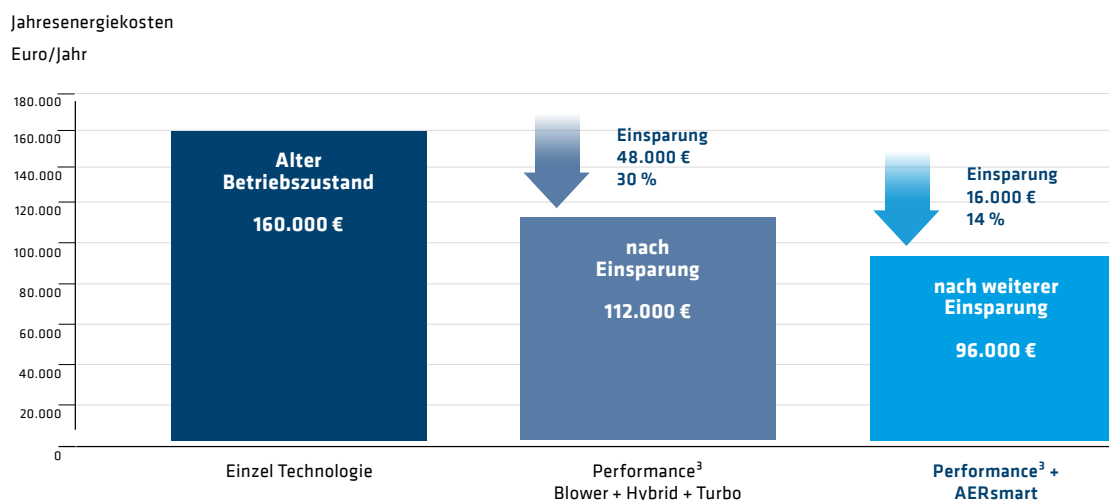 Jahresenergiekosten
Euro/Jahr
180.000
160.000
140.000
120.000
100.000
80.000
60.000
40.000
20.000
0
Alter
Betriebszustand
160.000 €
Einsparung
48.000 €
30 %
nach
Einsparung
112.000 €
Einsparung
16.000 €
14 %
nach weiterer
Einsparung
96.000 €
Einzel Technologie
Performance³
Blower + Hybrid + Turbo
Performance³ +
AERsmart